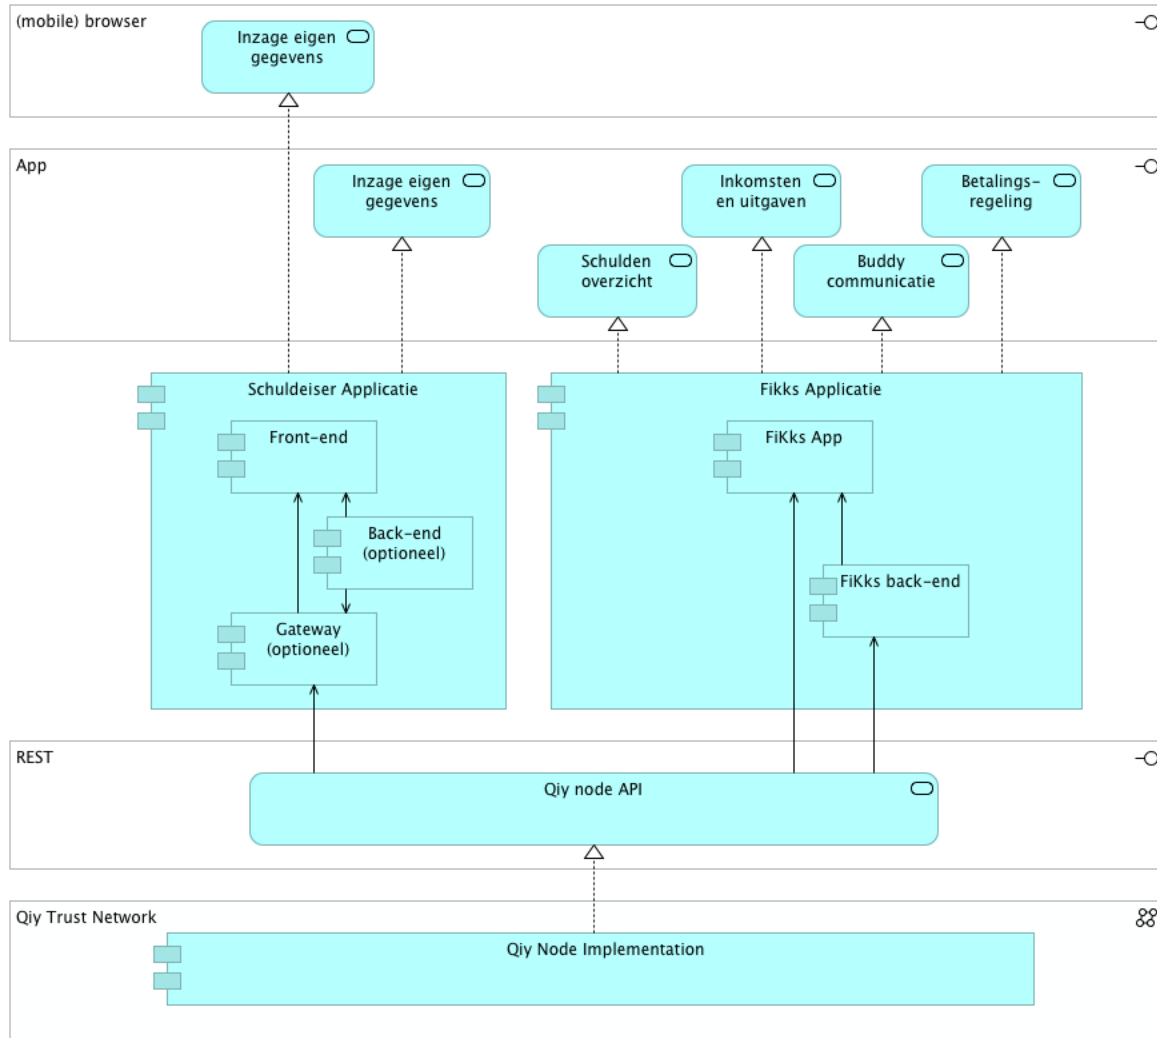 (mobile) browser
Inzage eigen
gegevens
App
Inzage eigen
gegevens
Inkomsten
en uitgaven
Betalings-
regeling
Schulden
overzicht
Buddy
communicatie
Schuldeiser Applicatie
Front-end
Back-end
(optioneel)
Gateway
(optioneel)
Fikks Applicatie
FiKks App
FiKks back-end
REST
Qiy node API
Qiy Trust Network
Qiy Node Implementation